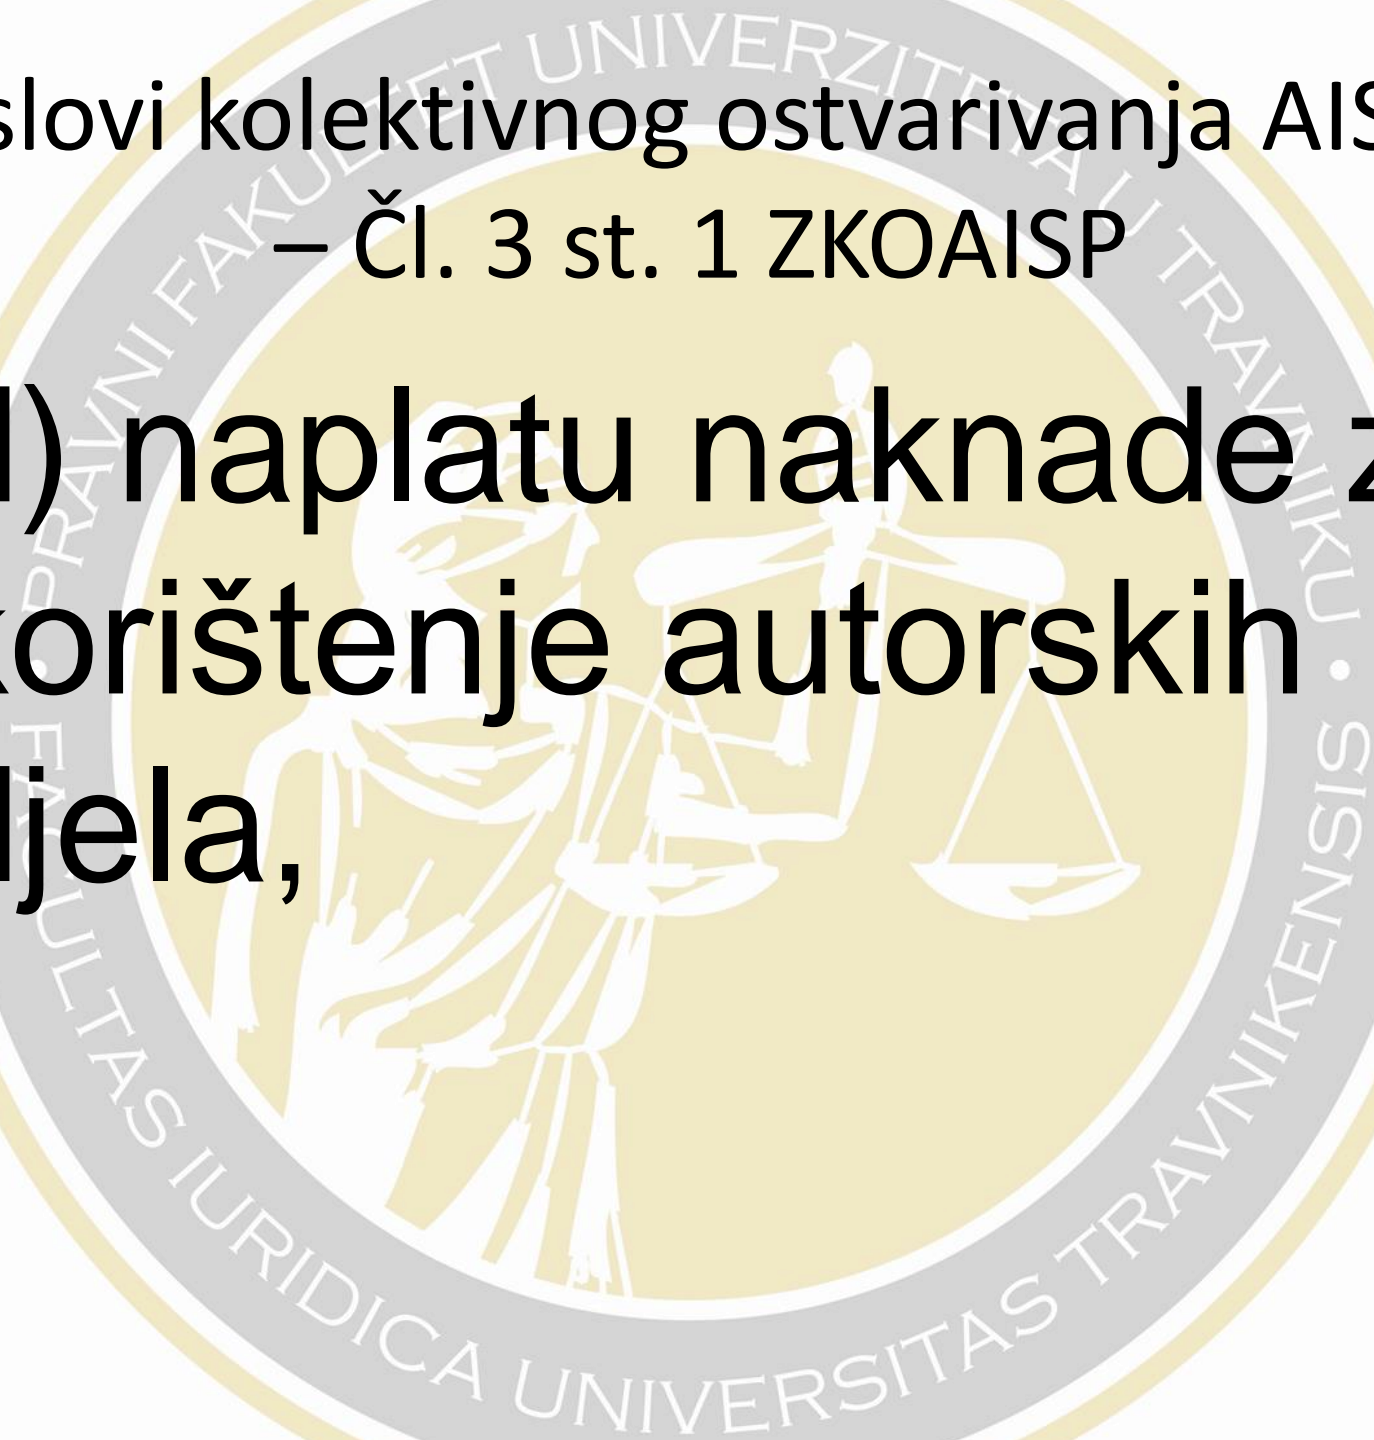 slovi kolektivnog ostvarivanja AIS
– Čl. 3 st. 1 ZKOAISP
) naplatu naknade z
korištenje autorskih
djela,
PRAVNI FAKULTET UNIVERZITETA U TRAVNIKU • FACULTAS IURIDICA UNIVERSITAS TRAVNIKENSISIS •